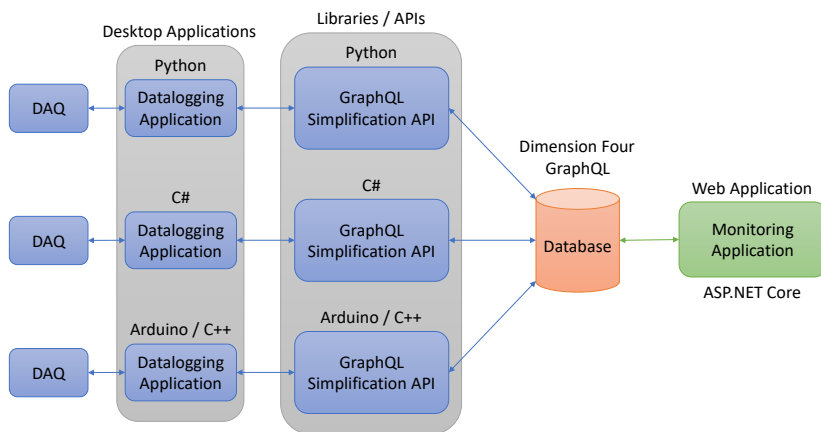 Libraries / APIs
Desktop Applications
Python
Python
DAQ
Datalogging
Application
GraphQL
Simplification API
Dimension Four
GraphQL
C#
C#
Web Application
DAQ
Datalogging
Application
GraphQL
Simplification API
Database
Monitoring
Application
ASP.NET Core
Arduino / C++
Arduino / C++
DAQ
Datalogging
Application
GraphQL
Simplification API